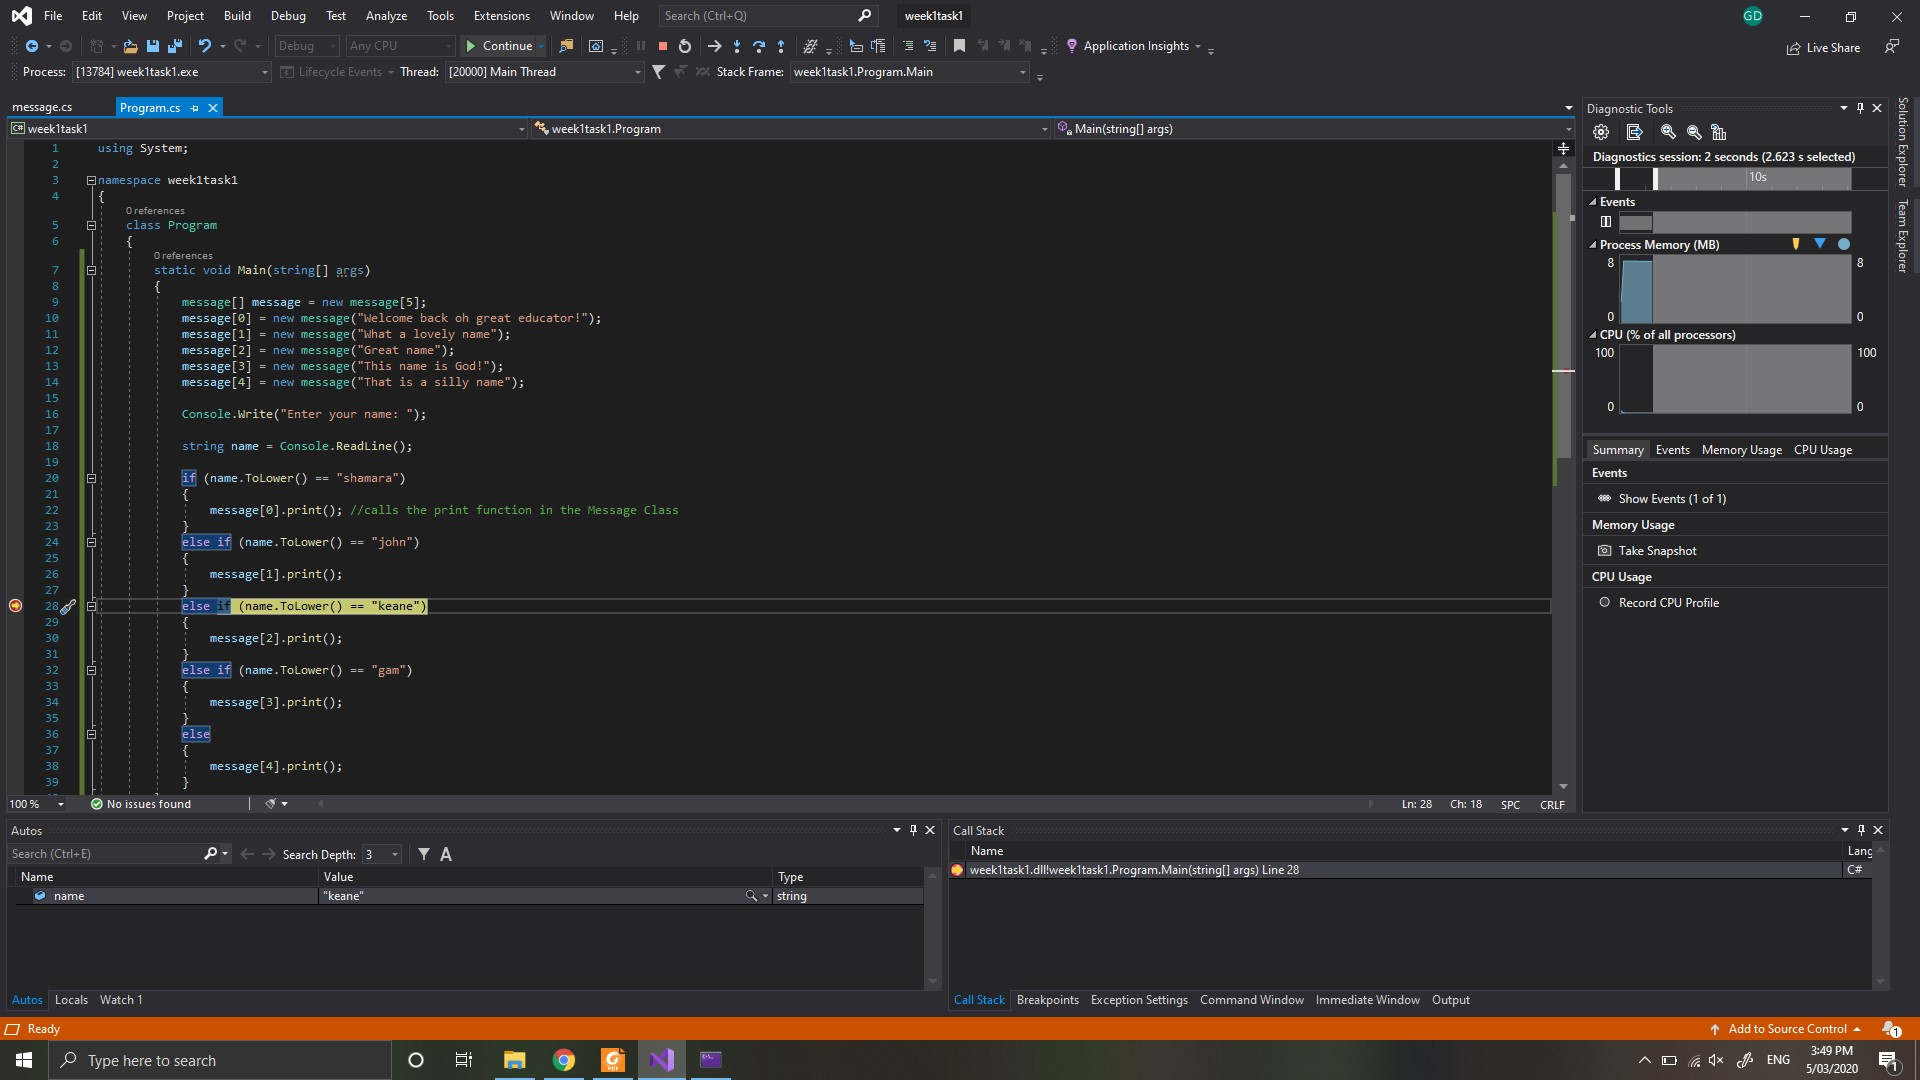 File Edit View Project Build Debug Test Analyze Tools Extensions Window Help Search (Ctrl+Q) week1task1 GD
Debug Any CPU Continue Application Insights Live Share
Process: [13784] week1task1.exe Lifecycle Events Thread: [20000] Main Thread Stack Frame: week1task1.Program.Main
message.cs Program.cs
week1task1 week1task1.Program Main(string[] args)
1 using System;
2
3 namespace week1task1
4 {
0 references
5 class Program
6 {
0 references
7 static void Main(string[] args)
8 {
9 message[] message = new message[5];
10 message[0] = new message("Welcome back oh great educator!");
11 message[1] = new message("What a lovely name");
12 message[2] = new message("Great name");
13 message[3] = new message("This name is God!");
14 message[4] = new message("That is a silly name");
15
16 Console.Write("Enter your name: ");
17
18 string name = Console.ReadLine();
19
20 if (name.ToLower() == "shamara")
21 {
22 message[0].print(); //calls the print function in the Message Class
23 }
24 else if (name.ToLower() == "john")
25 {
26 message[1].print();
27 }
28 else if (name.ToLower() == "keane")
29 {
30 message[2].print();
31 }
32 else if (name.ToLower() == "gam")
33 {
34 message[3].print();
35 }
36 else
37 {
38 message[4].print();
39 }
100 % No issues found Ln: 28 Ch: 18 SPC CRLF
Diagnostic Tools
Diagnostics session: 2 seconds (2.623 s selected)
10s
Events
Process Memory (MB)
8 8
0 0
CPU (% of all processors)
100 100
0 0
Summary Events Memory Usage CPU Usage
Events
Show Events (1 of 1)
Memory Usage
Take Snapshot
CPU Usage
Record CPU Profile
Solution Explorer
Team Explorer
Autos
Search (Ctrl+E) Search Depth: 3 A
Name Value Type
name "keane" string
Autos Locals Watch 1
Call Stack
Name Lang
week1task1.dll!week1task1.Program.Main(string[] args) Line 28 C#
Call Stack Breakpoints Exception Settings Command Window Immediate Window Output
Ready Add to Source Control 1
Type here to search ENG 3:49 PM
5/03/2020 1